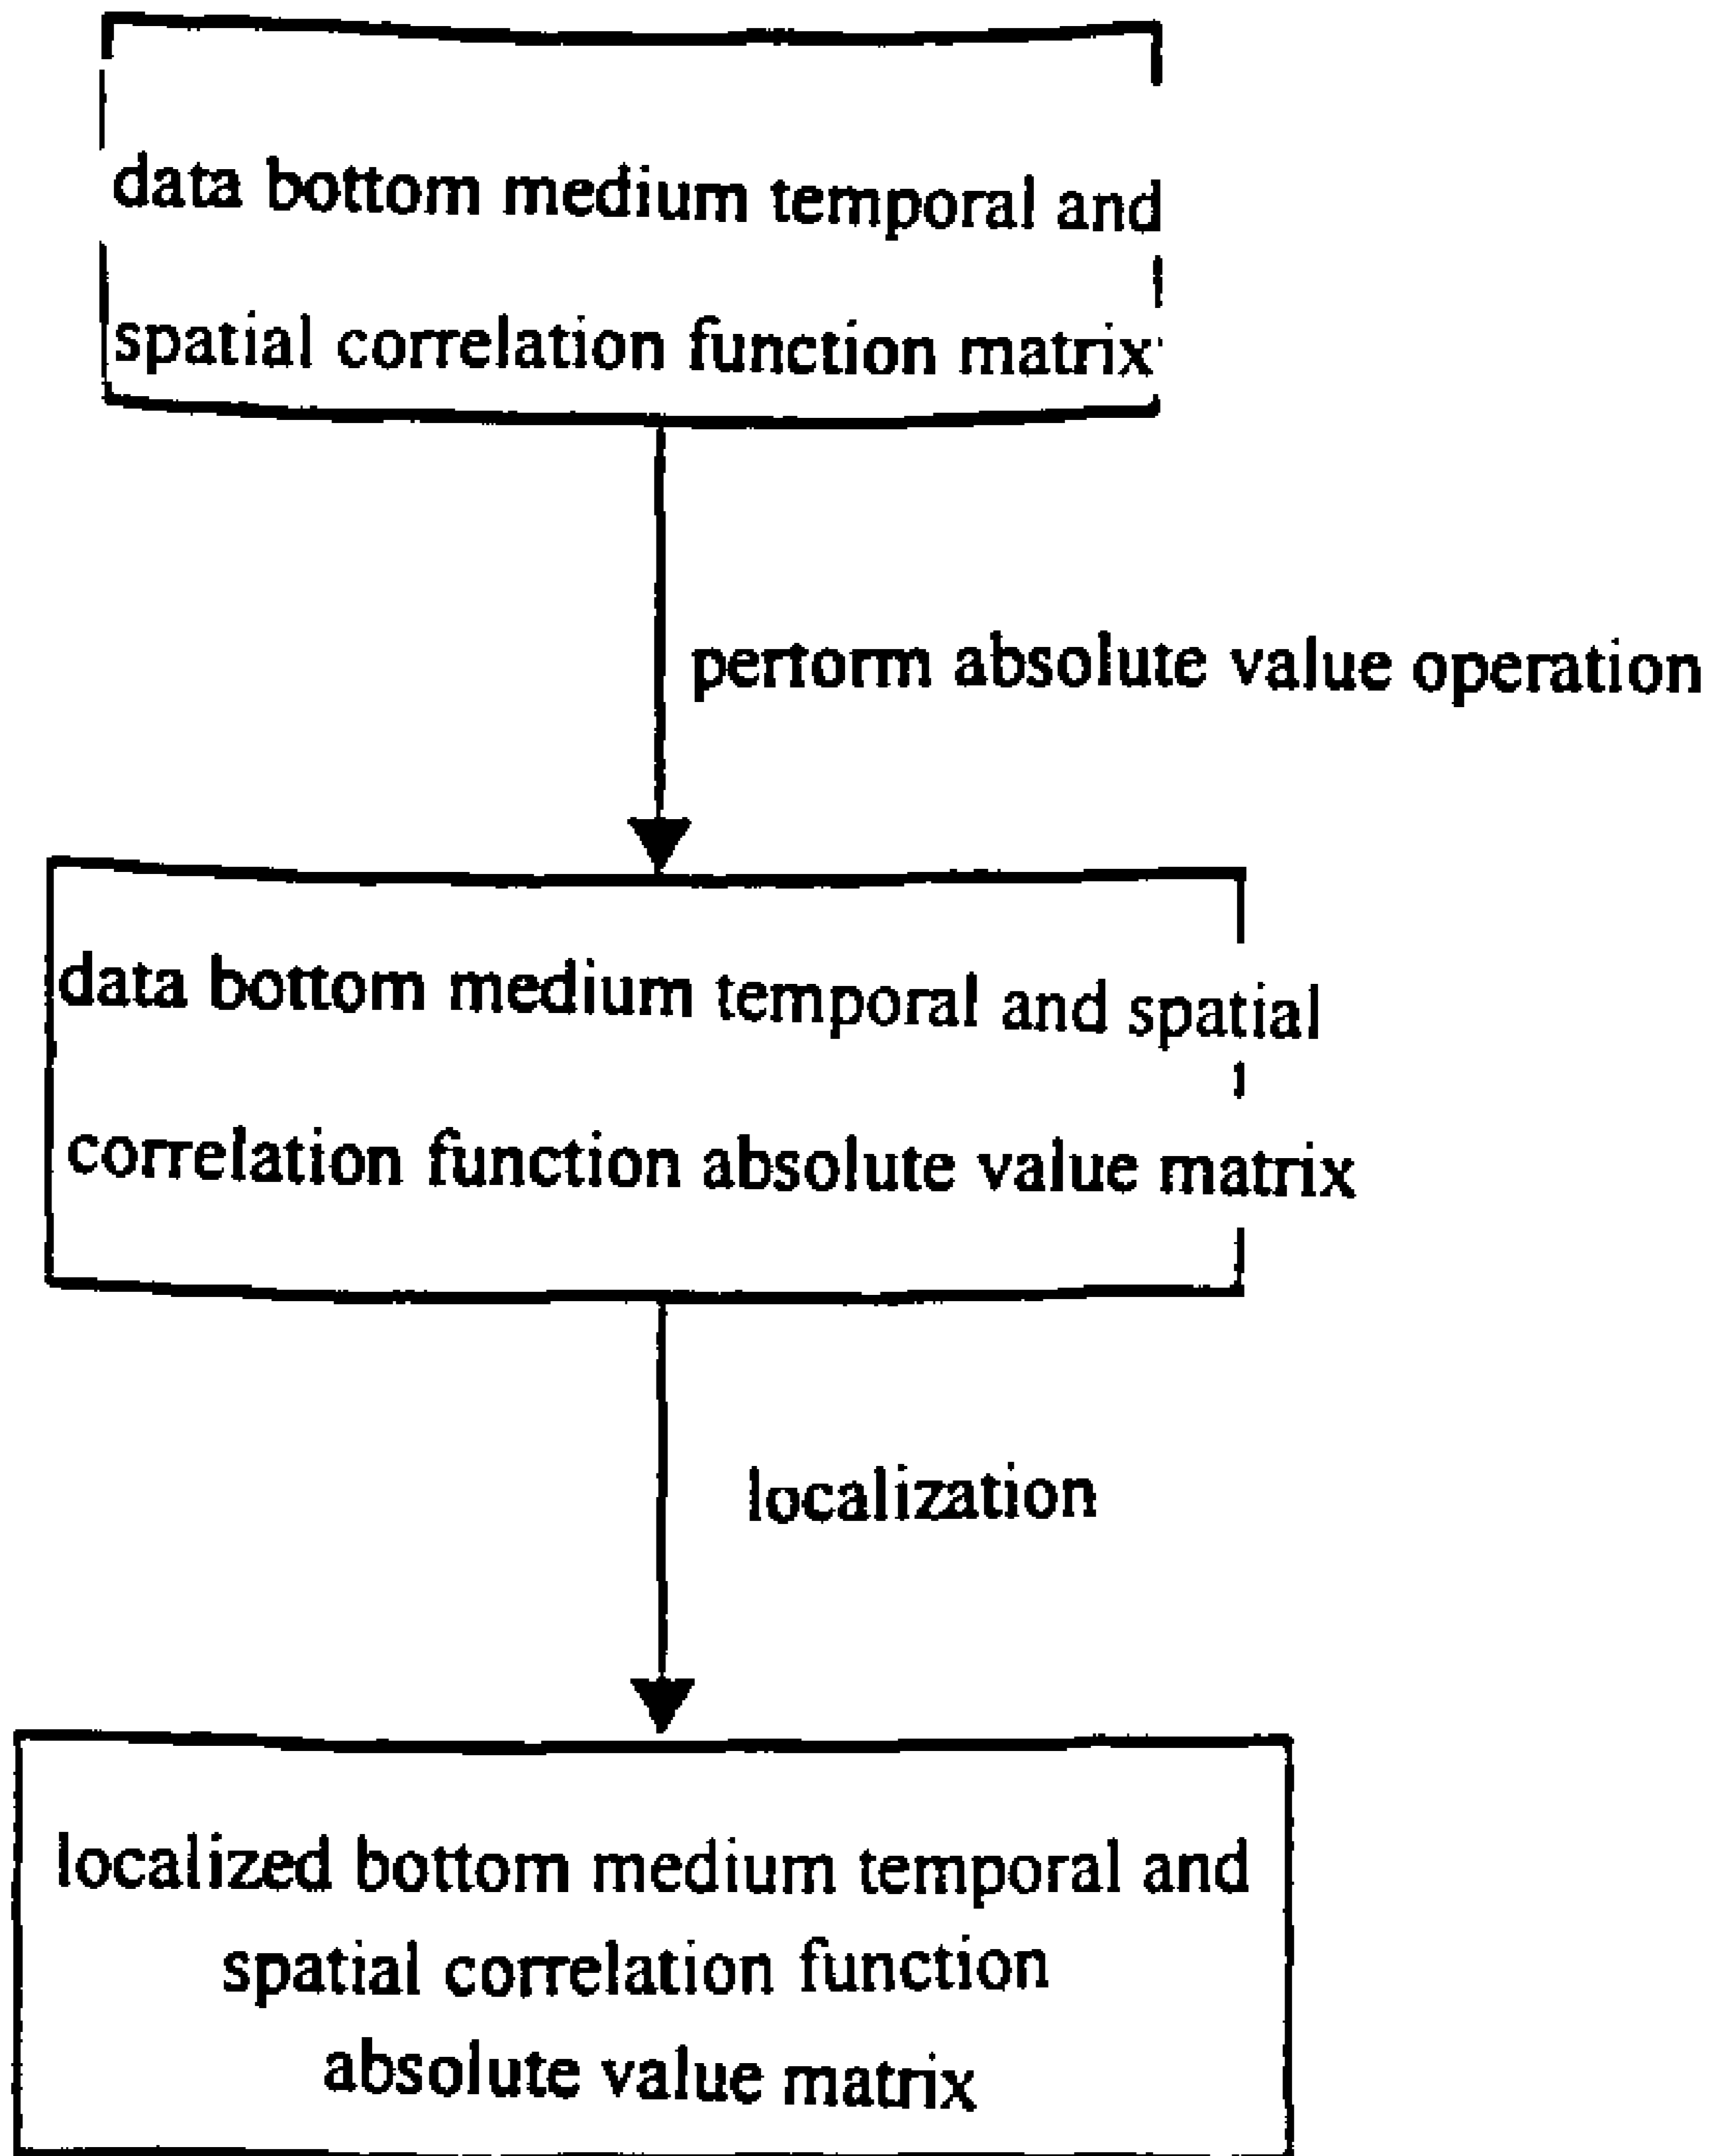 data bottom medium temporal and
spatial correlation function matrix
perform absolute value operation
data bottom medium temporal and spatial
correlation function absolute value matrix
localization
localized bottom medium temporal and
spatial correlation function
absolute value matrix